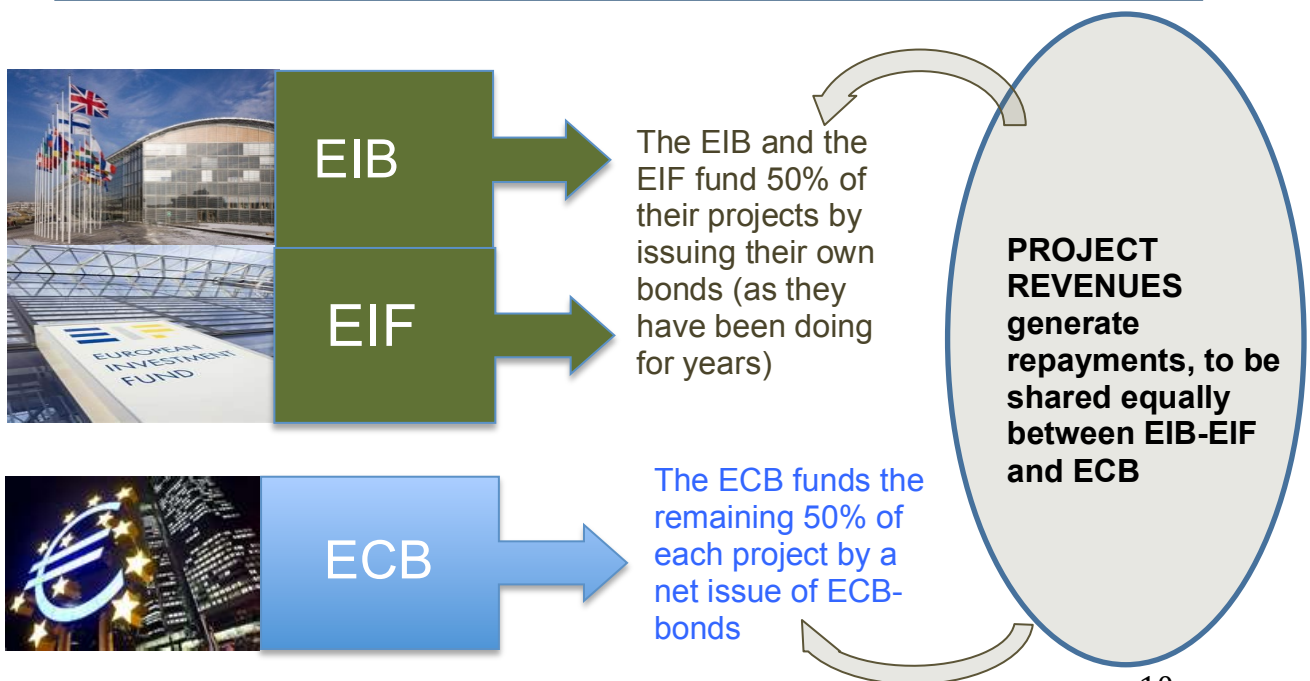 EIB
The EIB and the
EIF fund 50% of
their projects by
issuing their own
bonds (as they
have been doing
for years)
EIF
EUROPEAN
INVESTMENT
FUND
ECB
The ECB funds the
remaining 50% of
each project by a
net issue of ECB-
bonds
PROJECT
REVENUES
generate
repayments, to be
shared equally
between EIB-EIF
and ECB